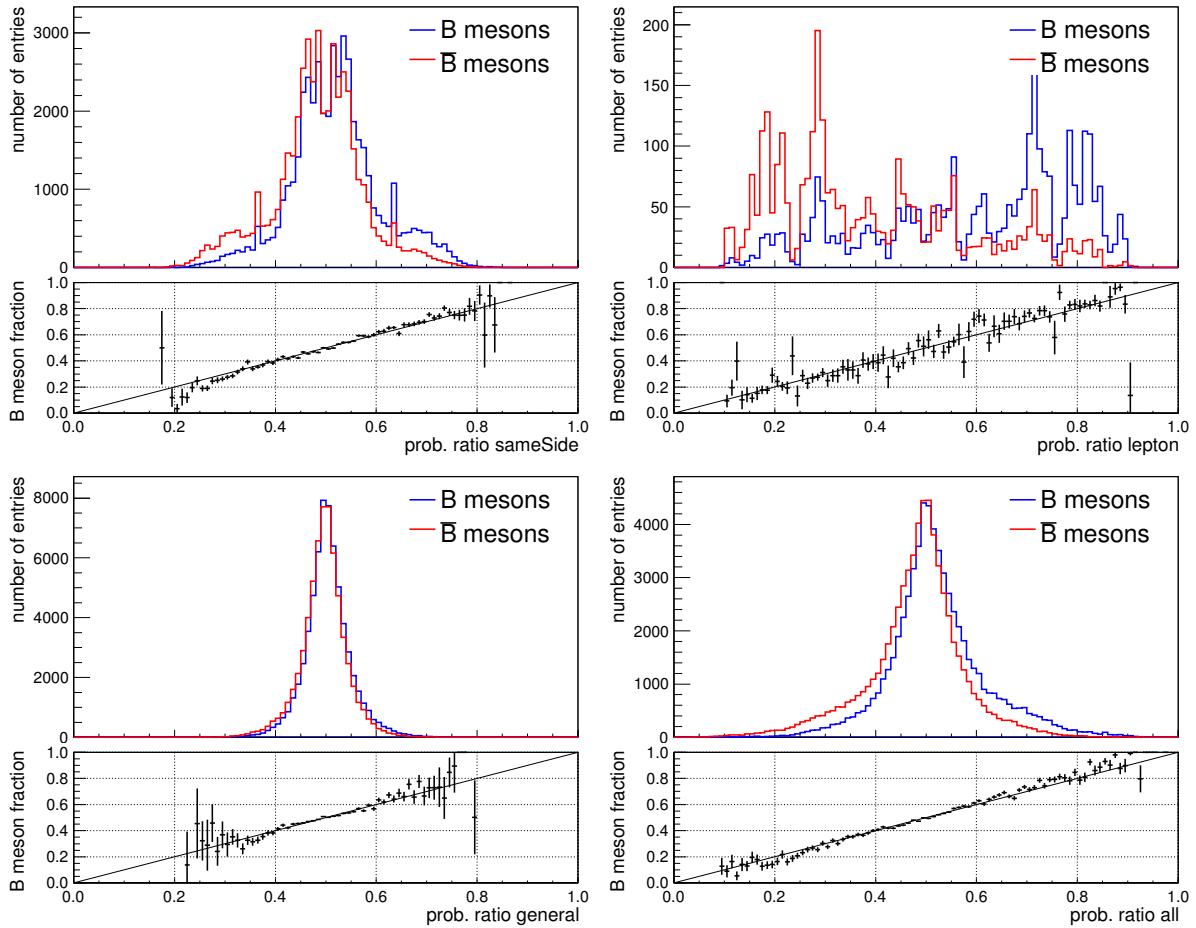 number of entries
3000
2000
1000
0
B mesons
B̅ mesons
B meson fraction
1.0
0.8
0.6
0.4
0.2
0.0
0.0 0.2 0.4 0.6 0.8 1.0
prob. ratio sameSide
number of entries
200
150
100
50
0
B mesons
B̅ mesons
B meson fraction
1.0
0.8
0.6
0.4
0.2
0.0
0.0 0.2 0.4 0.6 0.8 1.0
prob. ratio lepton
number of entries
8000
6000
4000
2000
0
B mesons
B̅ mesons
B meson fraction
1.0
0.8
0.6
0.4
0.2
0.0
0.0 0.2 0.4 0.6 0.8 1.0
prob. ratio general
number of entries
4000
3000
2000
1000
0
B mesons
B̅ mesons
B meson fraction
1.0
0.8
0.6
0.4
0.2
0.0
0.0 0.2 0.4 0.6 0.8 1.0
prob. ratio all